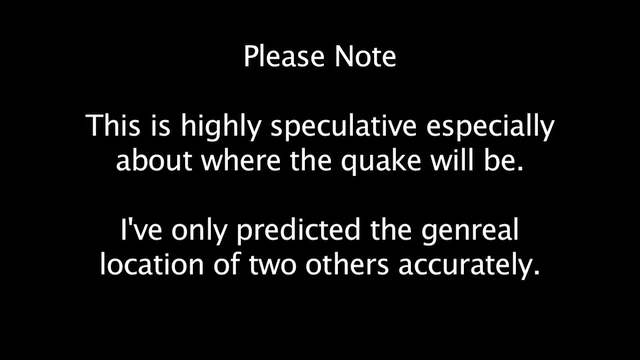 Please Note
This is highly speculative especially
about where the quake will be.
I've only predicted the genreal
location of two others accurately.